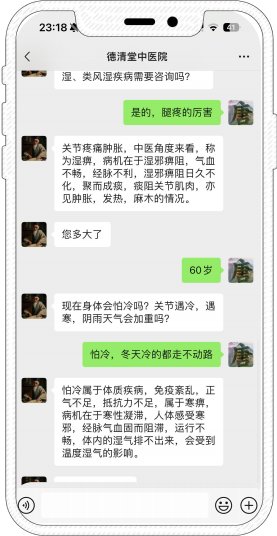 23:18
41
德清堂中医院
湿、类风湿疾病需要咨询吗?
是的，腿疼的厉害
关节疼痛肿胀，中医角度来看，称
为湿痹，病机在于湿邪痹阻，气血
不畅，经脉不利，湿邪痹阻日久不
化，聚而成痰，痰阻关节肌肉，亦
见肿胀，发热，麻木的情况。
您多大了
60岁
现在身体会怕冷吗？关节遇冷，遇
寒，阴雨天气会加重吗？
怕冷，冬天冷的都走不动路
怕冷属于体质疾病，免疫紊乱，正
气不足，抵抗力不足，属于寒痹，
病机在于寒性凝滞，人体感受寒
邪，经脉气血固而阻滞，运行不
畅，体内的湿气排不出来，会受到
温度湿气的影响。